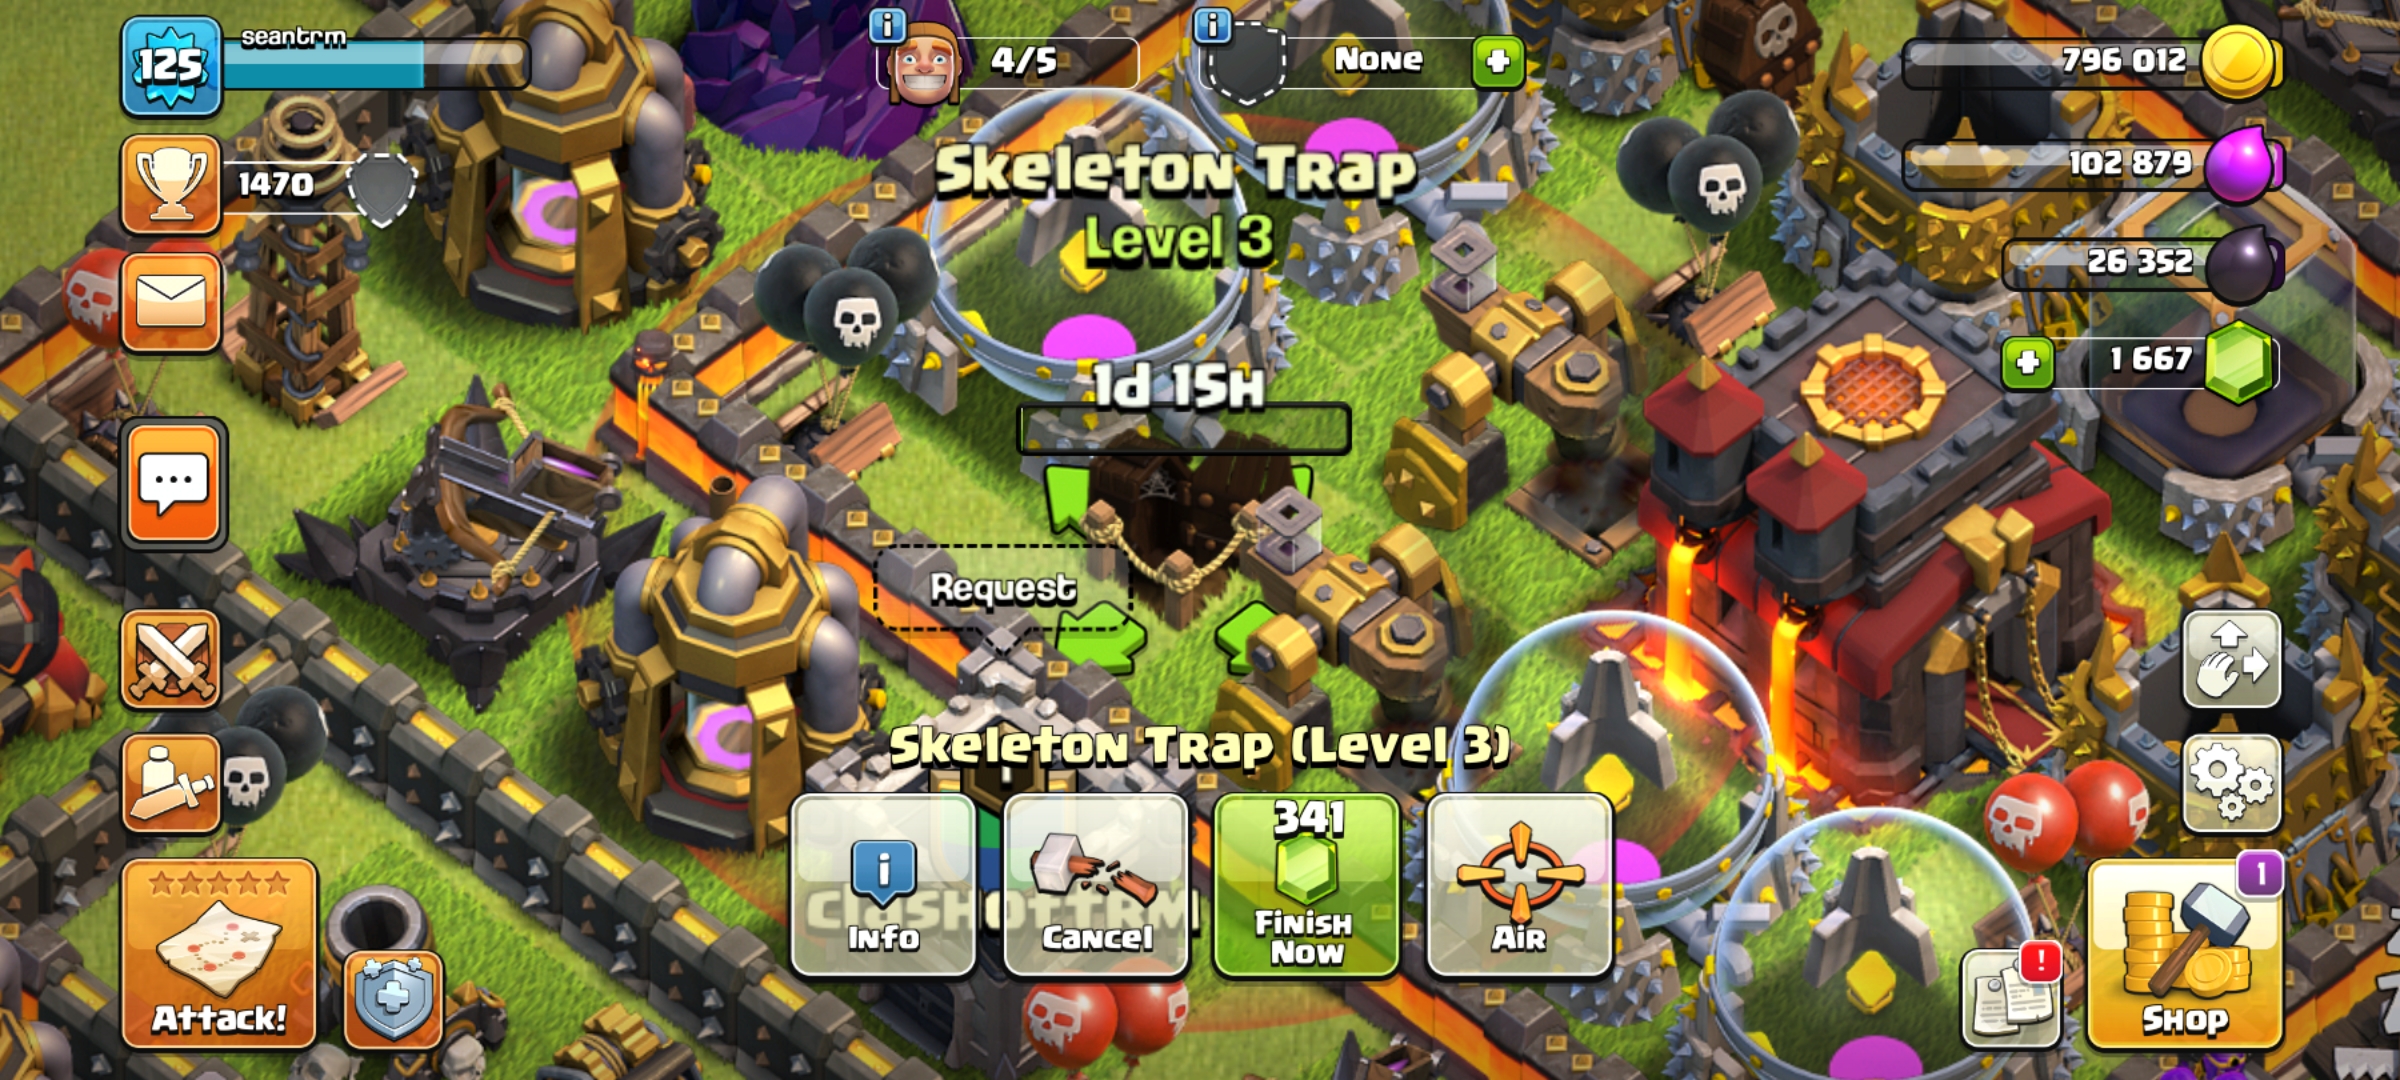 125
seantrm
4/5
None
796 012
1470
102 879
26 352
1 667
Skeleton Trap
Level 3
1d 15H
Request
Skeleton Trap (Level 3)
Info
Cancel
341
Finish
Now
Air
ClashOfTRM
Attack!
1
Shop